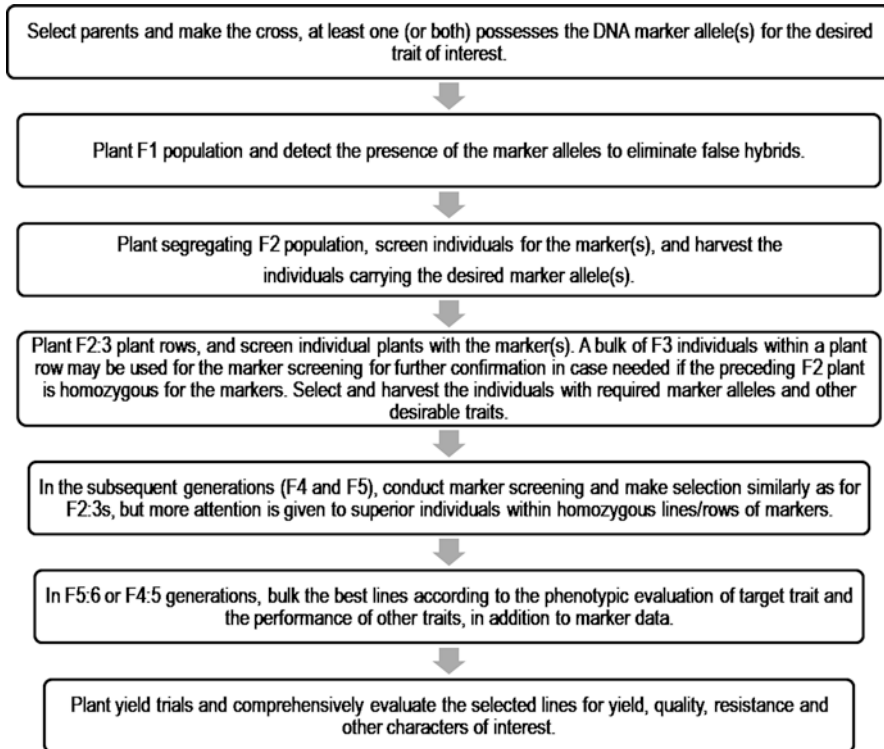 Select parents and make the cross, at least one (or both) possesses the DNA marker allele(s) for the desired
trait of interest.
Plant F1 population and detect the presence of the marker alleles to eliminate false hybrids.
Plant segregating F2 population, screen individuals for the marker(s), and harvest the
individuals carrying the desired marker allele(s).
Plant F2:3 plant rows, and screen individual plants with the marker(s). A bulk of F3 individuals within a plant
row may be used for the marker screening for further confirmation in case needed if the preceding F2 plant
is homozygous for the markers. Select and harvest the individuals with required marker alleles and other
desirable traits.
In the subsequent generations (F4 and F5), conduct marker screening and make selection similarly as for
F2:3s, but more attention is given to superior individuals within homozygous lines/rows of markers.
In F5:6 or F4:5 generations, bulk the best lines according to the phenotypic evaluation of target trait and
the performance of other traits, in addition to marker data.
Plant yield trials and comprehensively evaluate the selected lines for yield, quality, resistance and
other characters of interest.